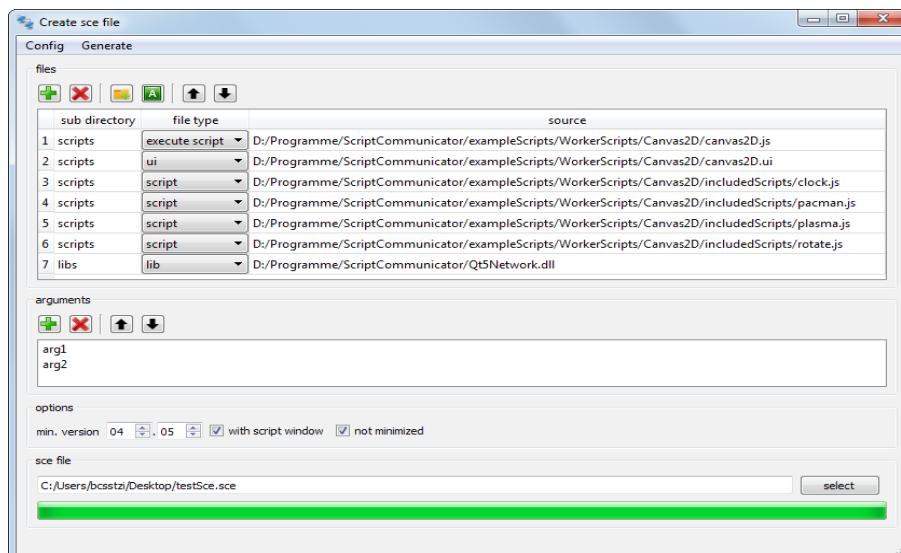 Create sce file
Config Generate
files
A
sub directory file type source
1 scripts execute script D:/Programme/ScriptCommunicator/exampleScripts/WorkerScripts/Canvas2D/canvas2D.js
2 scripts ui D:/Programme/ScriptCommunicator/exampleScripts/WorkerScripts/Canvas2D/canvas2D.ui
3 scripts script D:/Programme/ScriptCommunicator/exampleScripts/WorkerScripts/Canvas2D/includedScripts/clock.js
4 scripts script D:/Programme/ScriptCommunicator/exampleScripts/WorkerScripts/Canvas2D/includedScripts/pacman.js
5 scripts script D:/Programme/ScriptCommunicator/exampleScripts/WorkerScripts/Canvas2D/includedScripts/plasma.js
6 scripts script D:/Programme/ScriptCommunicator/exampleScripts/WorkerScripts/Canvas2D/includedScripts/rotate.js
7 libs lib D:/Programme/ScriptCommunicator/Qt5Network.dll
arguments
arg1
arg2
options
min. version 04 . 05 with script window not minimized
sce file
C:/Users/bcsstzi/Desktop/testSce.sce select